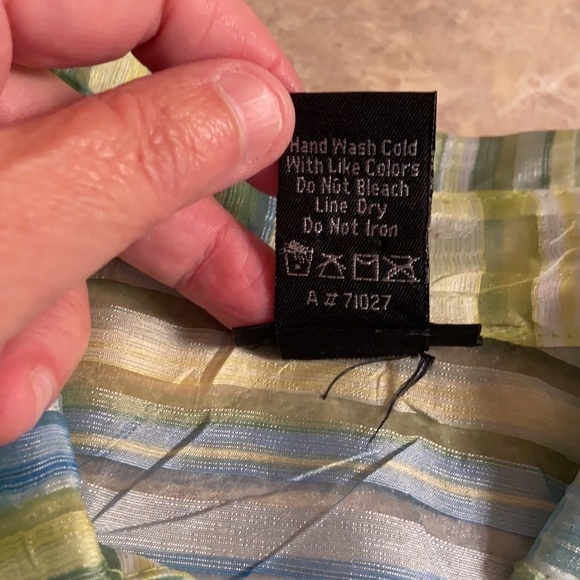 Hand Wash Cold
With Like Colors
Do Not Bleach
Line Dry
Do Not Iron
A # 71027